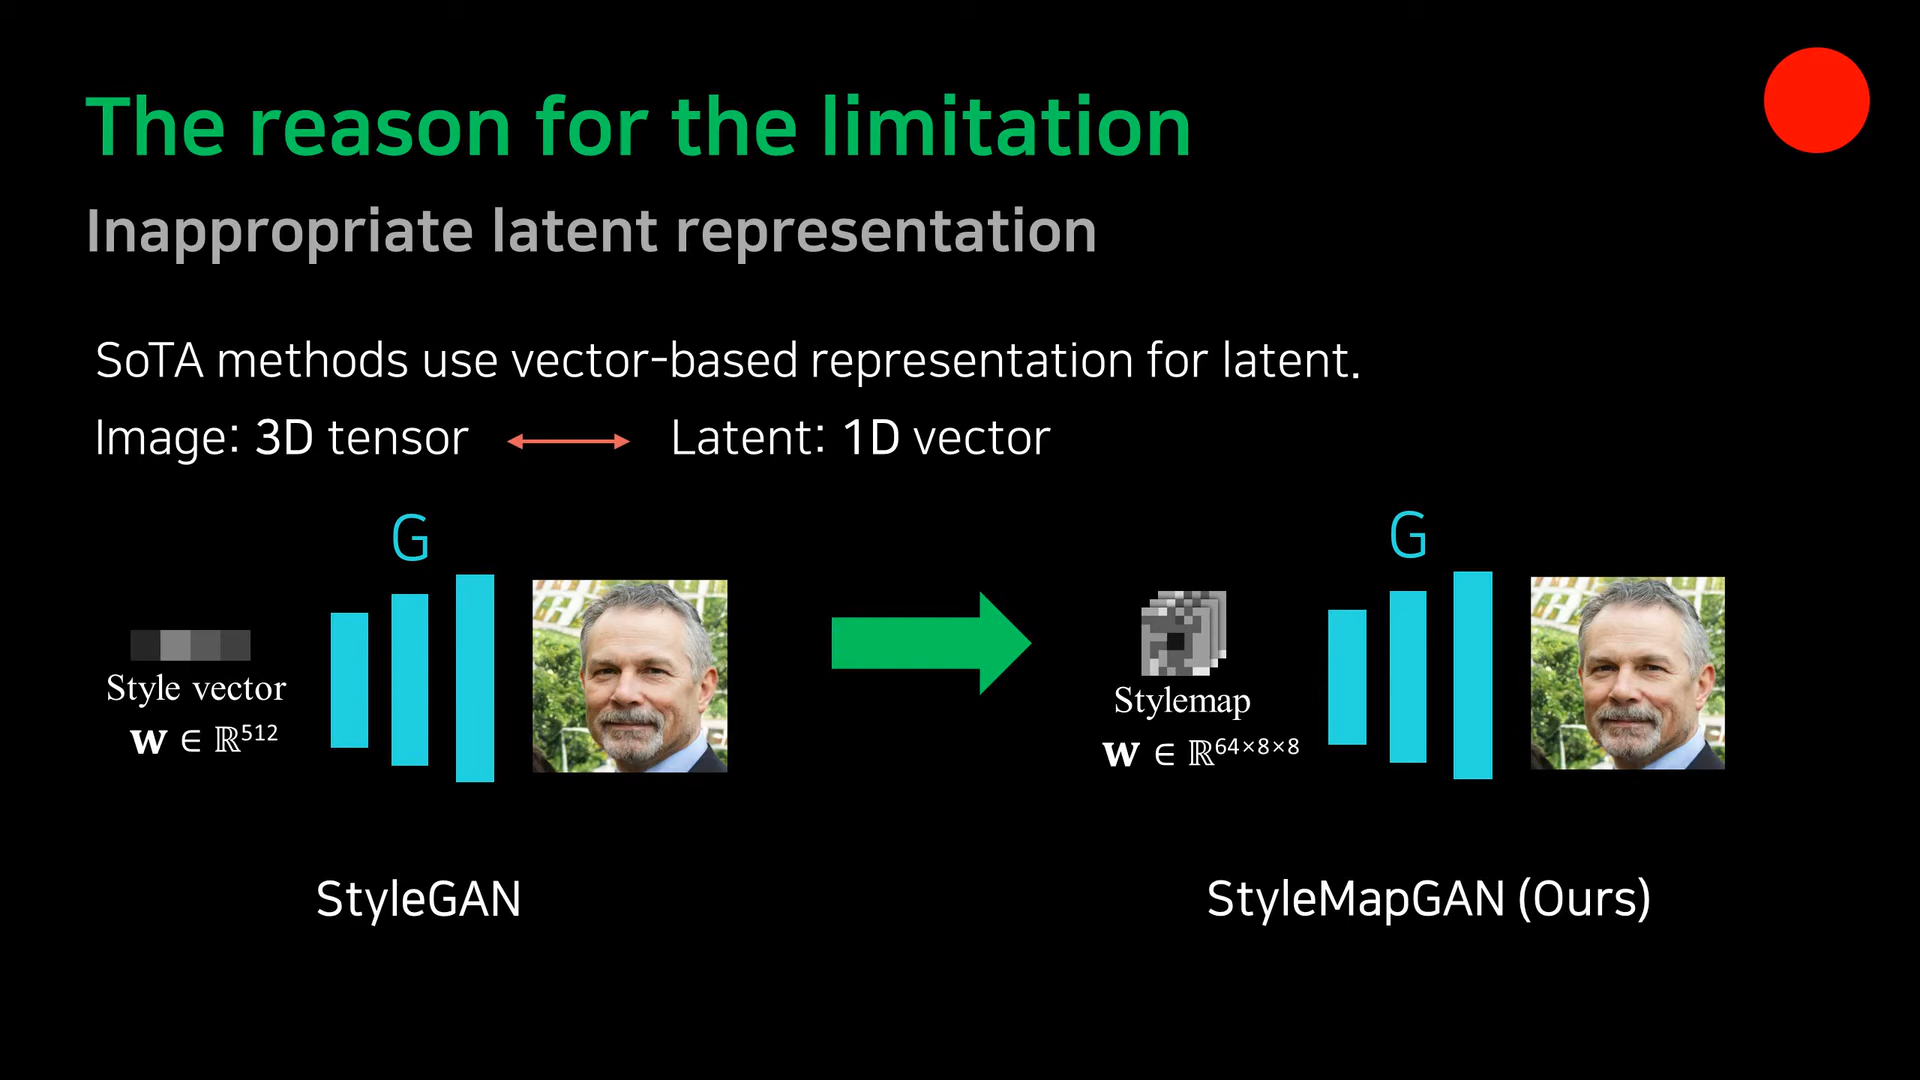 The reason for the limitation
Inappropriate latent representation
SoTA methods use vector-based representation for latent.
Image: 3D tensor Latent: 1D vector
G
G
Style vector
w ∈ ℝ⁵¹²
Stylemap
w ∈ ℝ⁶⁴ˣ⁸ˣ⁸
StyleGAN
StyleMapGAN (Ours)